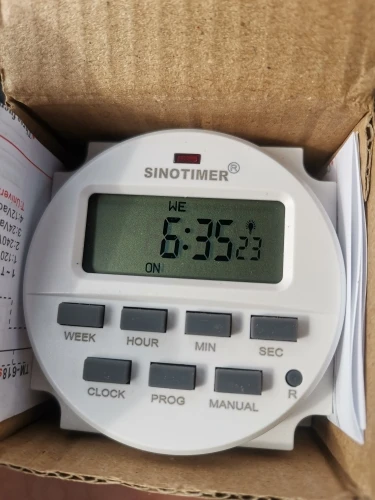 SINOTIMER®
WE
6:35 23
ON
WEEK HOUR MIN SEC
CLOCK PROG MANUAL R